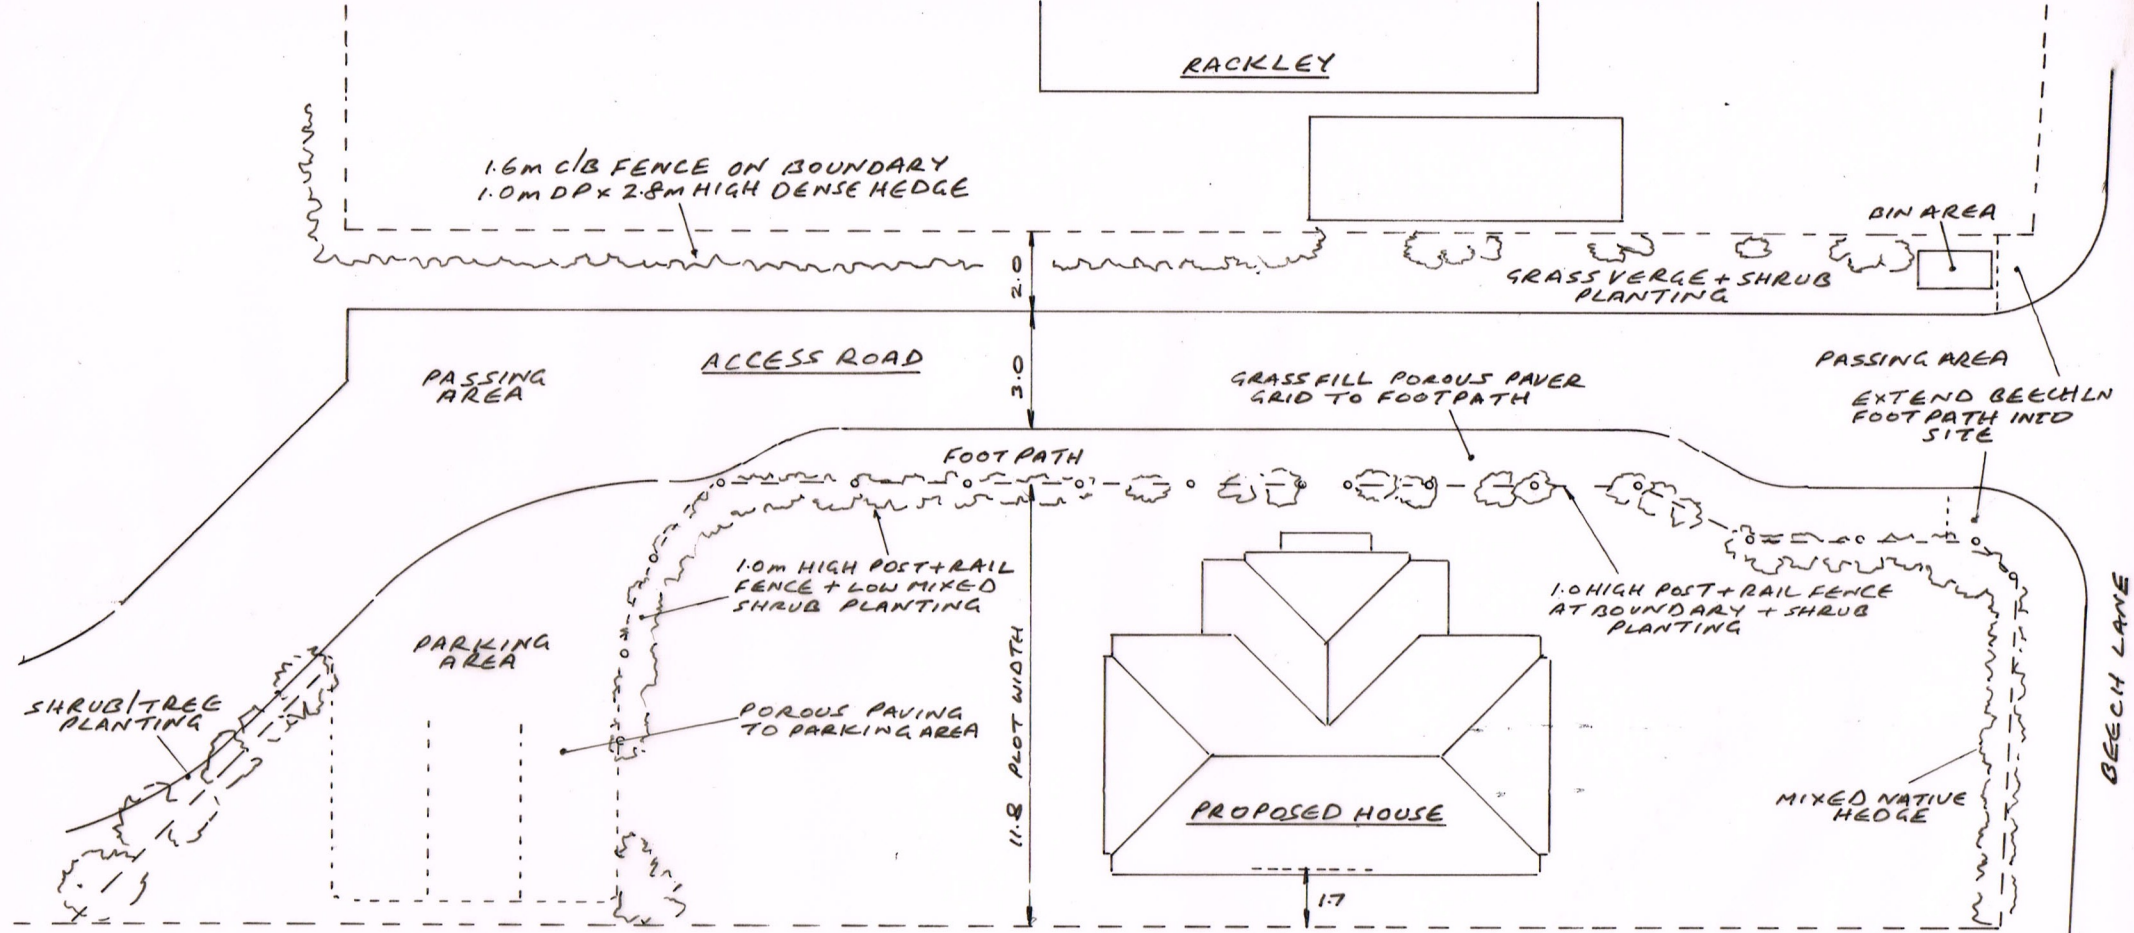 RACKLEY
1.6m C/B FENCE ON BOUNDARY
1.0m DP x 2.8m HIGH DENSE HEDGE
BIN AREA
2.0
GRASS VERGE + SHRUB
PLANTING
ACCESS ROAD
PASSING
AREA
3.0
GRASSFILL POROUS PAVER
GRID TO FOOTPATH
PASSING AREA
EXTEND BEECH LN
FOOTPATH INTO
SITE
FOOTPATH
1.0m HIGH POST + RAIL
FENCE + LOW MIXED
SHRUB PLANTING
1.0 HIGH POST + RAIL FENCE
AT BOUNDARY + SHRUB
PLANTING
PARKING
AREA
SHRUB/TREE
PLANTING
POROUS PAVING
TO PARKING AREA
11.8 PLOT WIDTH
PROPOSED HOUSE
MIXED NATIVE
HEDGE
BEECH LANE
1.7